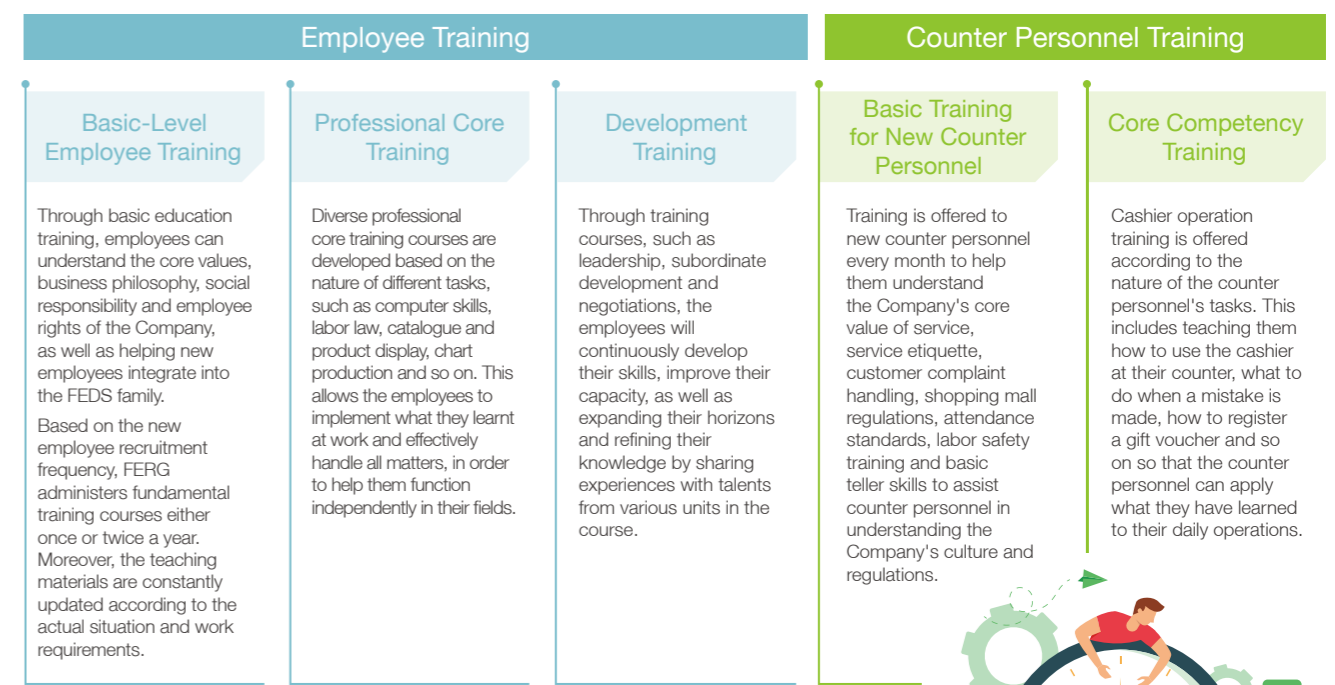 Employee Training
Counter Personnel Training
Basic-Level
Employee Training
Through basic education
training, employees can
understand the core values,
business philosophy, social
responsibility and employee
rights of the Company,
as well as helping new
employees integrate into
the FEDS family.
Based on the new
employee recruitment
frequency, FERG
administers fundamental
training courses either
once or twice a year.
Moreover, the teaching
materials are constantly
updated according to the
actual situation and work
requirements.
Professional Core
Training
Diverse professional
core training courses are
developed based on the
nature of different tasks,
such as computer skills,
labor law, catalogue and
product display, chart
production and so on. This
allows the employees to
implement what they learnt
at work and effectively
handle all matters, in order
to help them function
independently in their fields.
Development
Training
Through training
courses, such as
leadership, subordinate
development and
negotiations, the
employees will
continuously develop
their skills, improve their
capacity, as well as
expanding their horizons
and refining their
knowledge by sharing
experiences with talents
from various units in the
course.
Basic Training
for New Counter
Personnel
Training is offered to
new counter personnel
every month to help
them understand
the Company's core
value of service,
service etiquette,
customer complaint
handling, shopping mall
regulations, attendance
standards, labor safety
training and basic
teller skills to assist
counter personnel in
understanding the
Company's culture and
regulations.
Core Competency
Training
Cashier operation
training is offered
according to the
nature of the counter
personnel's tasks. This
includes teaching them
how to use the cashier
at their counter, what to
do when a mistake is
made, how to register
a gift voucher and so
on so that the counter
personnel can apply
what they have learned
to their daily operations.